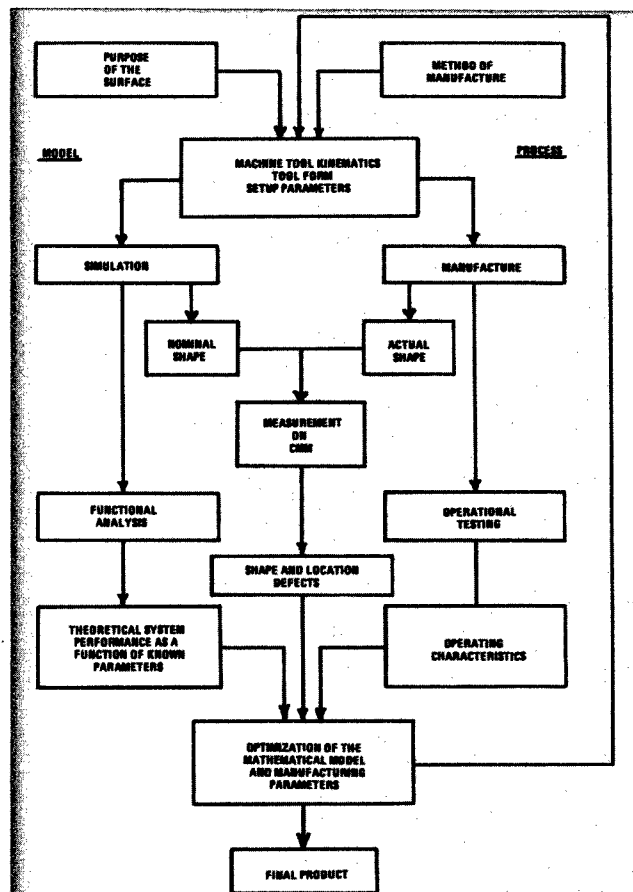 PURPOSE
OF THE
SURFACE
METHOD OF
MANUFACTURE
MODEL
PROCESS
MACHINE TOOL KINEMATICS
TOOL FORM
SETUP PARAMETERS
SIMULATION
MANUFACTURE
NOMINAL
SHAPE
ACTUAL
SHAPE
MEASUREMENT
ON
CMM
FUNCTIONAL
ANALYSIS
OPERATIONAL
TESTING
SHAPE AND LOCATION
DEFECTS
THEORETICAL SYSTEM
PERFORMANCE AS A
FUNCTION OF KNOWN
PARAMETERS
OPERATING
CHARACTERISTICS
OPTIMIZATION OF THE
MATHEMATICAL MODEL
AND MANUFACTURING
PARAMETERS
FINAL PRODUCT